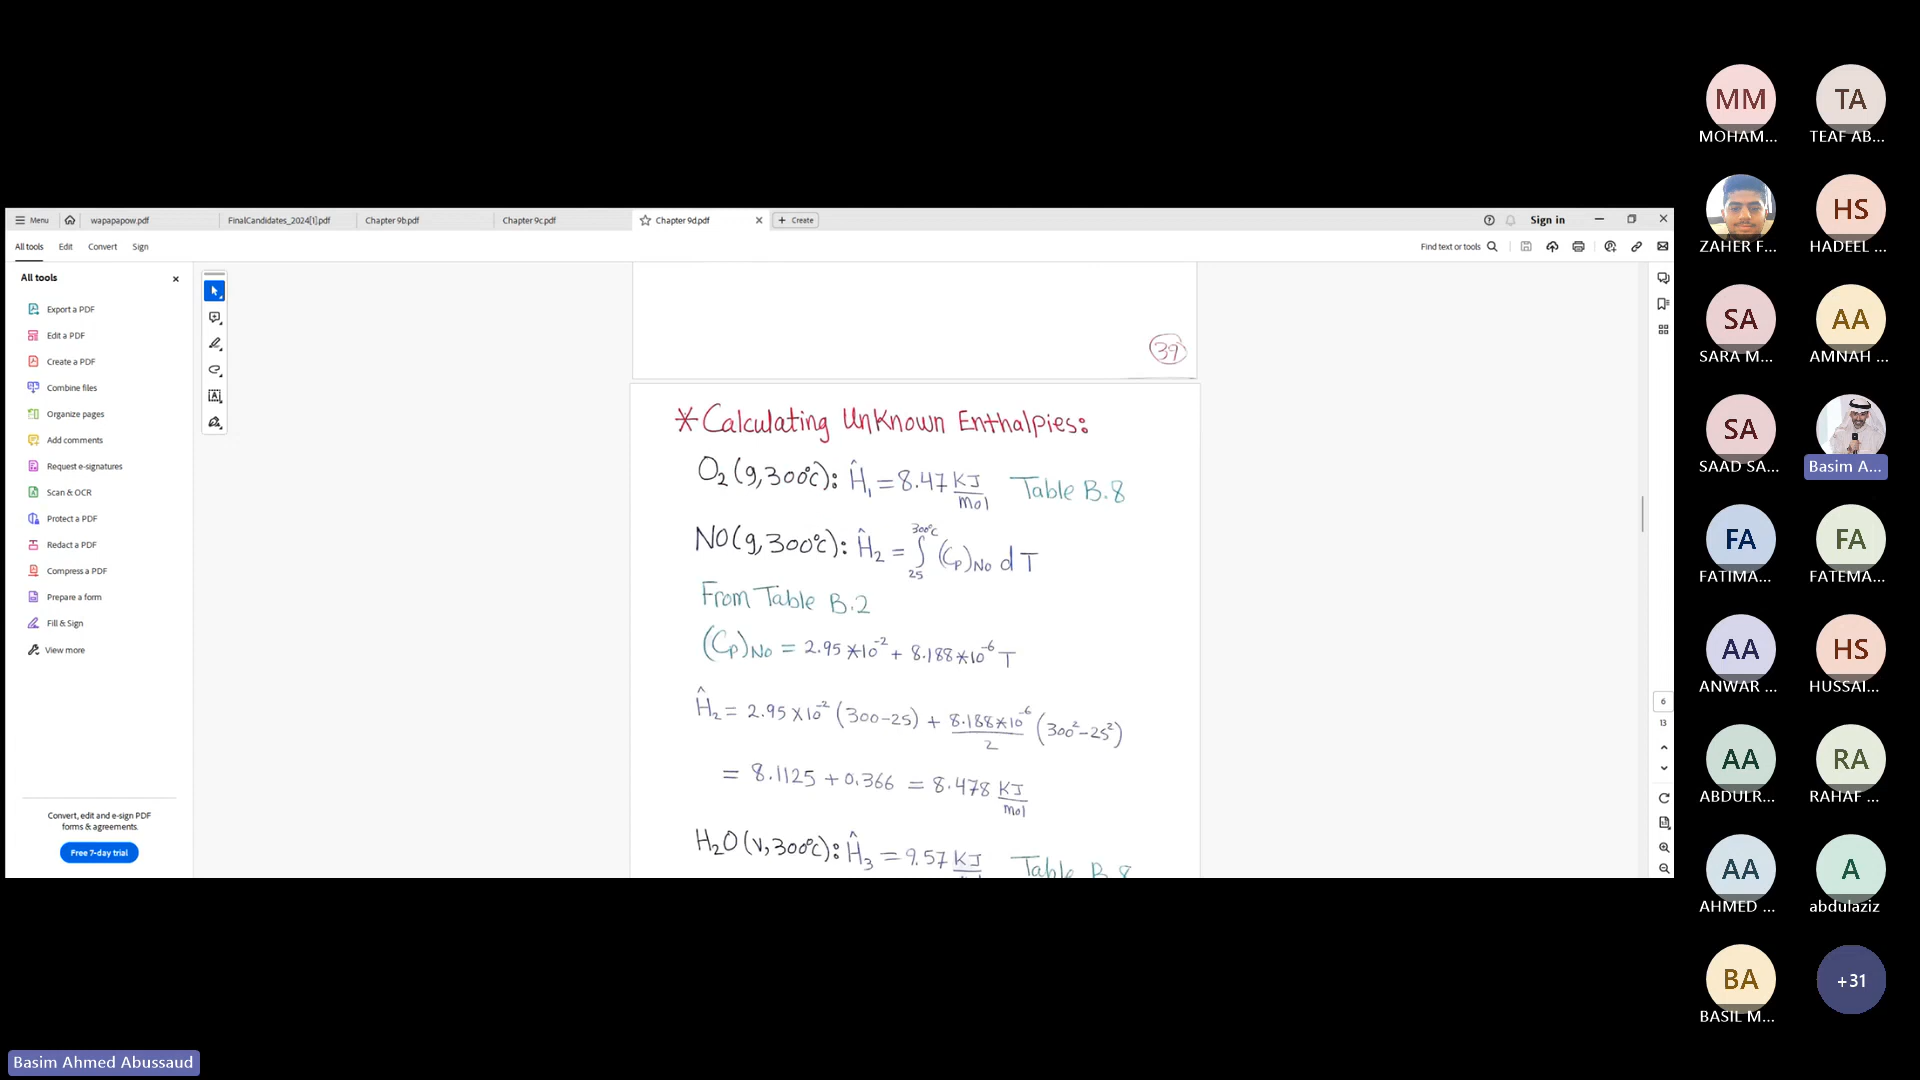 Menu
wapapapow.pdf
FinalCandidates_2024[1].pdf
Chapter 9b.pdf
Chapter 9c.pdf
Chapter 9d.pdf
+ Create
Sign in
All tools
Edit
Convert
Sign
Find text or tools
All tools
Export a PDF
Edit a PDF
Create a PDF
Combine files
Organize pages
Add comments
Request e-signatures
Scan & OCR
Protect a PDF
Redact a PDF
Compress a PDF
Prepare a form
Fill & Sign
View more
Convert, edit and e-sign PDF
forms & agreements.
Free 7-day trial
39
* Calculating Unknown Enthalpies:
O₂(g,300°C): Ĥ₁ = 8.47 KJ/mol Table B.8
NO(g,300°C): Ĥ₂ = ∫₂₅^300°C (Cp)NO dT
From Table B.2
(Cp)NO = 2.95*10⁻² + 8.188*10⁻⁶ T
Ĥ₂ = 2.95×10⁻² (300-25) + 8.188*10⁻⁶/2 (300²-25²)
= 8.1125 + 0.366 = 8.478 KJ/mol
H₂O(v,300°C): Ĥ₃ = 9.57 KJ Table B.8
6
13
MM
MOHAM...
TA
TEAF AB...
ZAHER F...
HS
HADEEL ...
SA
SARA M...
AA
AMNAH ...
SA
SAAD SA...
Basim A...
FA
FATIMA...
FA
FATEMA...
AA
ANWAR ...
HS
HUSSAI...
AA
ABDULR...
RA
RAHAF ...
AA
AHMED ...
A
abdulaziz
BA
BASIL M...
+31
Basim Ahmed Abussaud